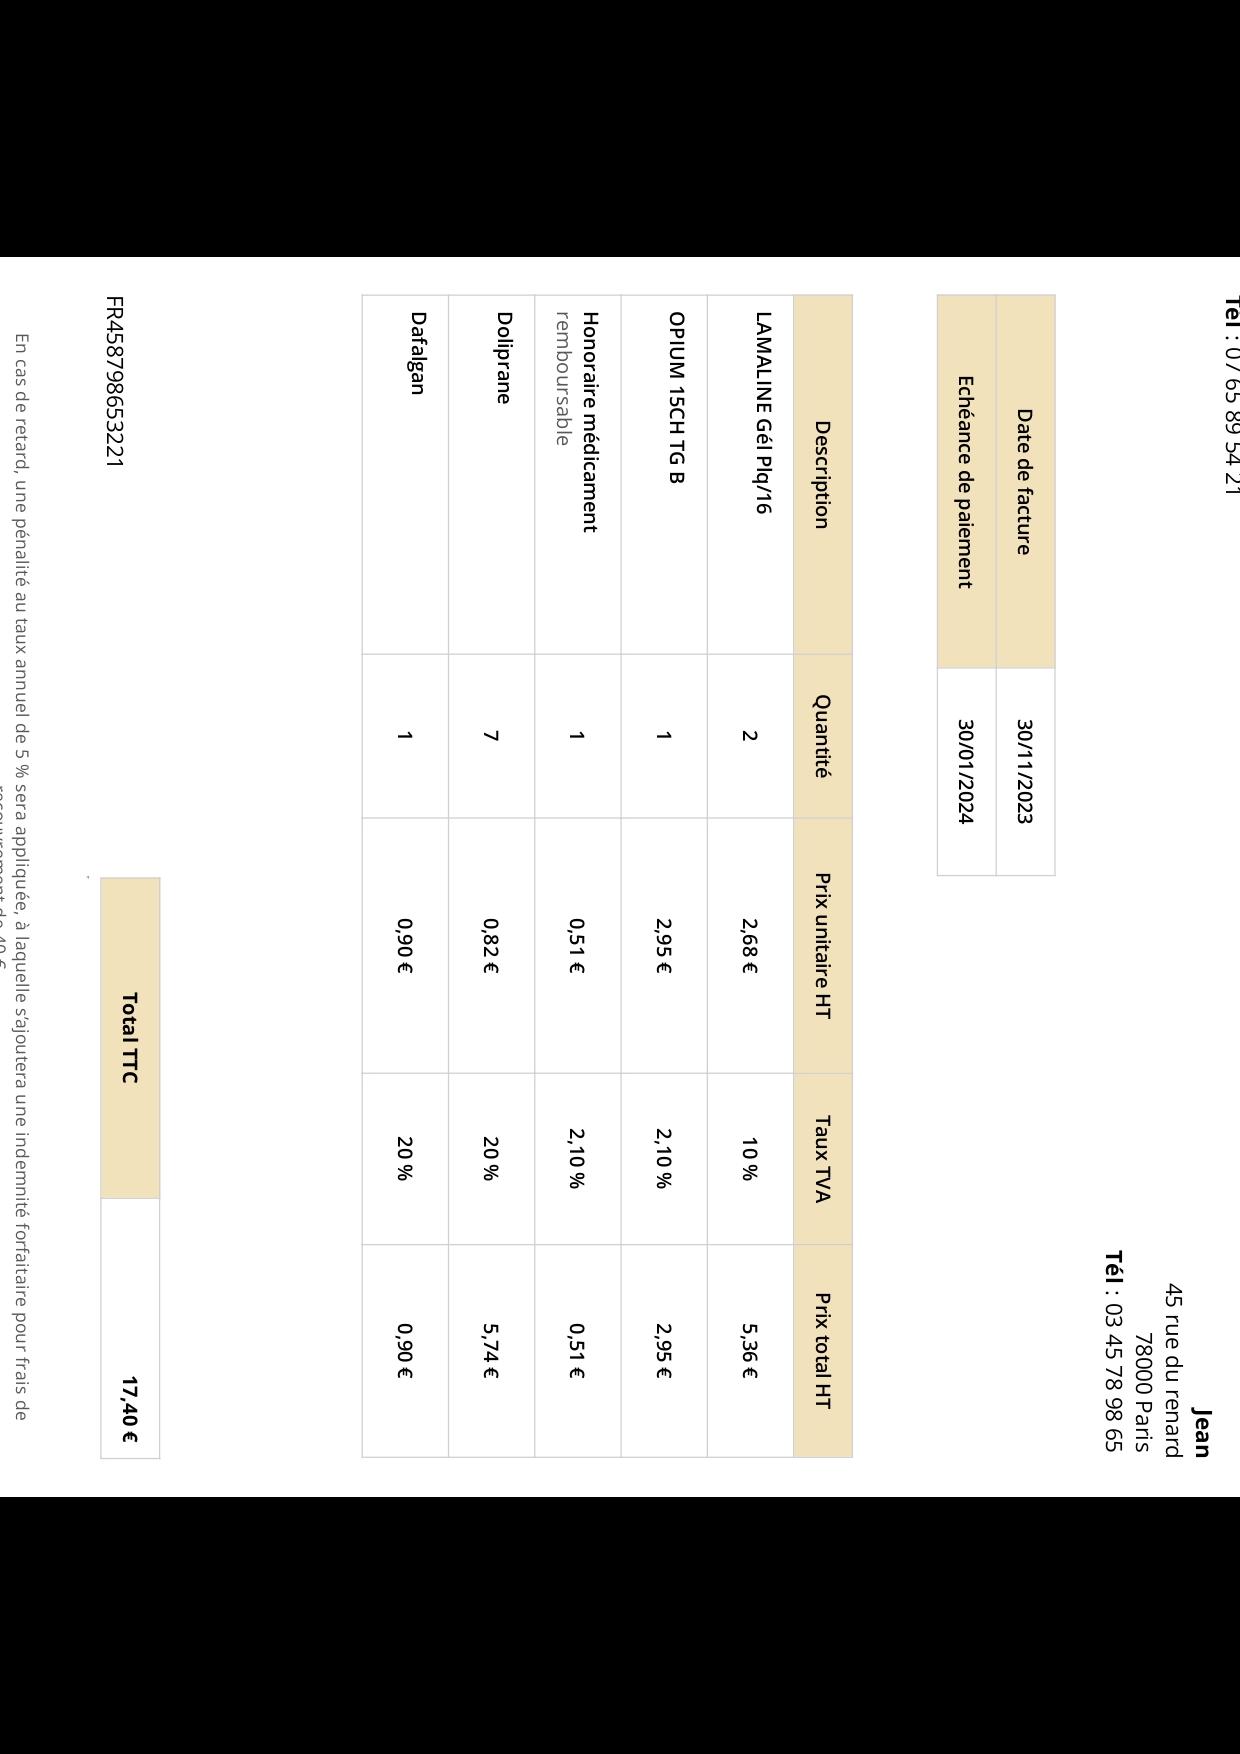 Tél : 07 65 89 54 21
Jean
45 rue du renard
78000 Paris
Tél : 03 45 78 98 65
Date de facture 30/11/2023
Echéance de paiement 30/01/2024
Description Quantité Prix unitaire HT Taux TVA Prix total HT
LAMALINE Gél Plq/16 2 2,68 € 10 % 5,36 €
OPIUM 15CH TG B 1 2,95 € 2,10 % 2,95 €
Honoraire médicament 1 0,51 € 2,10 % 0,51 €
remboursable
Doliprane 7 0,82 € 20 % 5,74 €
Dafalgan 1 0,90 € 20 % 0,90 €
Total TTC 17,40 €
FR458798653221
En cas de retard, une pénalité au taux annuel de 5 % sera appliquée, à laquelle s'ajoutera une indemnité forfaitaire pour frais de
recouvrement de 40 €